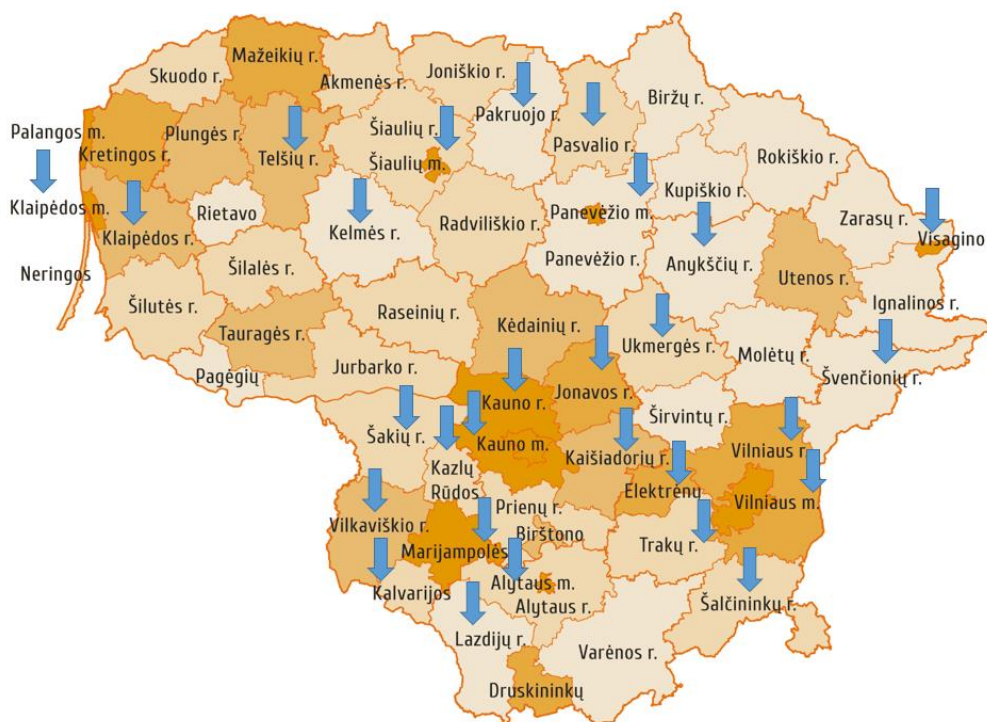 Mažeikių r.
Skuodo r.
Akmenės r.
Joniškio r.
Biržų r.
Pakruojo r.
Palangos m.
Kretingos r.
Plungės r.
Telšių r.
Šiaulių r.
Šiaulių m.
Pasvalio r.
Rokiškio r.
Kupiškio r.
Klaipėdos m.
Klaipėdos r.
Rietavo
Kelmės r.
Radviliškio r.
Panevėžio m.
Zarasų r.
Visagino
Neringos
Šilalės r.
Panevėžio r.
Anykščių r.
Utenos r.
Ignalinos r.
Šilutės r.
Tauragės r.
Raseinių r.
Kėdainių r.
Ukmergės r.
Molėtų r.
Švenčionių r.
Pagėgių
Jurbarko r.
Kauno r.
Jonavos r.
Širvintų r.
Šakių r.
Kauno m.
Kaišiadorių r.
Vilniaus r.
Kazlų
Rūdos
Elektrėnų
Vilniaus m.
Vilkaviškio r.
Prienų r.
Birštono
Marijampolės
Trakų r.
Kalvarijos
Alytaus m.
Alytaus r.
Šalčininkų r.
Lazdijų r.
Varėnos r.
Druskininkų